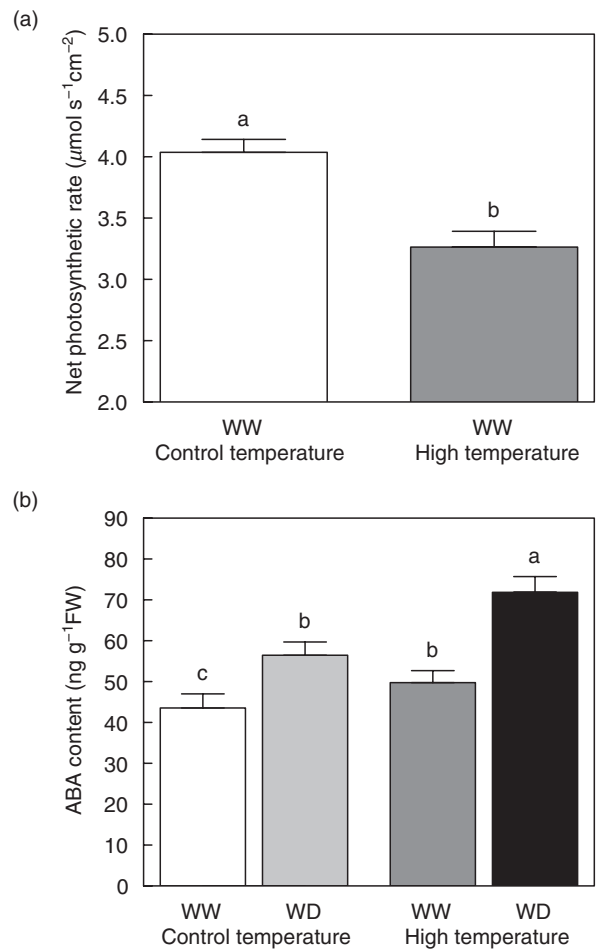 (a)
Net photosynthetic rate (μmol s⁻¹cm⁻²)
5.0
4.5
4.0
3.5
3.0
2.5
2.0
a
b
WW WW
Control temperature High temperature
(b)
ABA content (ng g⁻¹FW)
90
80
70
60
50
40
30
20
10
0
c
b
b
a
WW WD WW WD
Control temperature High temperature